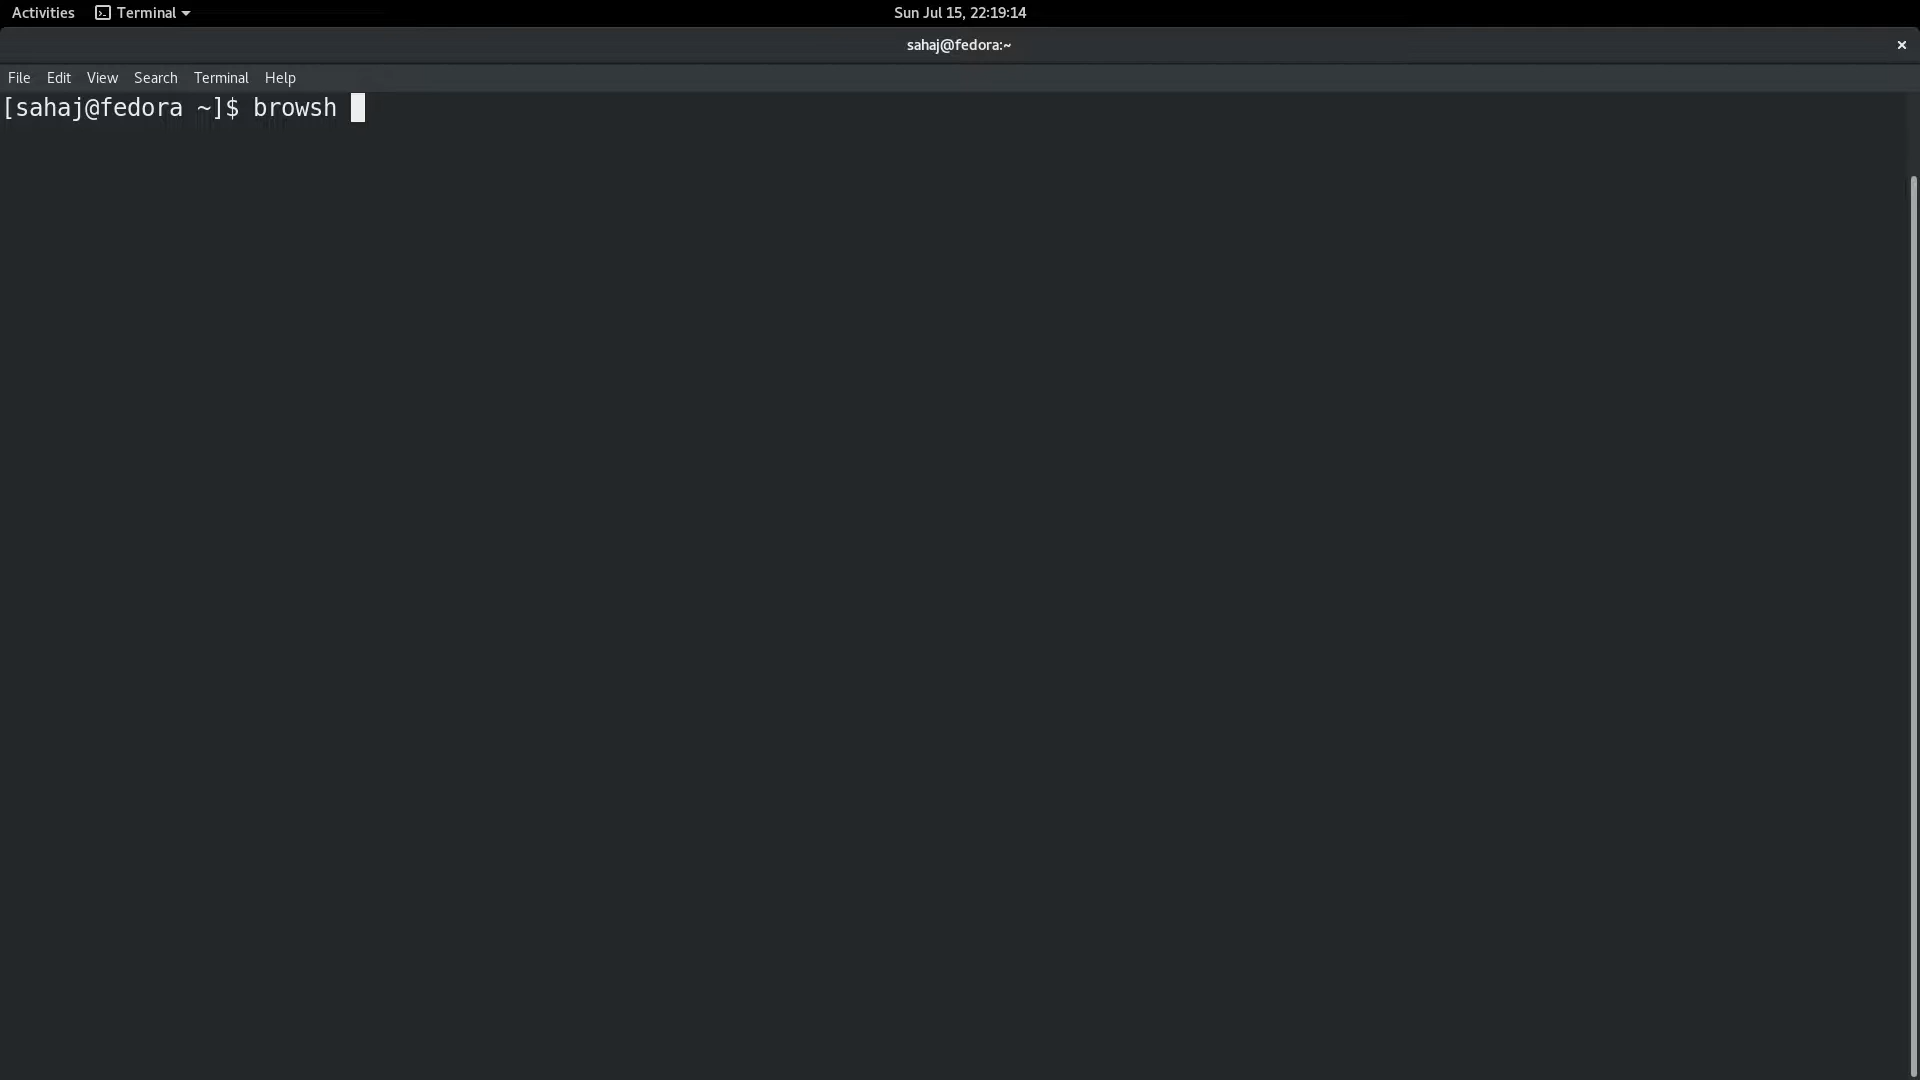 Activities Terminal Sun Jul 15, 22:19:14
sahaj@fedora:~ ×
File Edit View Search Terminal Help
[sahaj@fedora ~]$ browsh